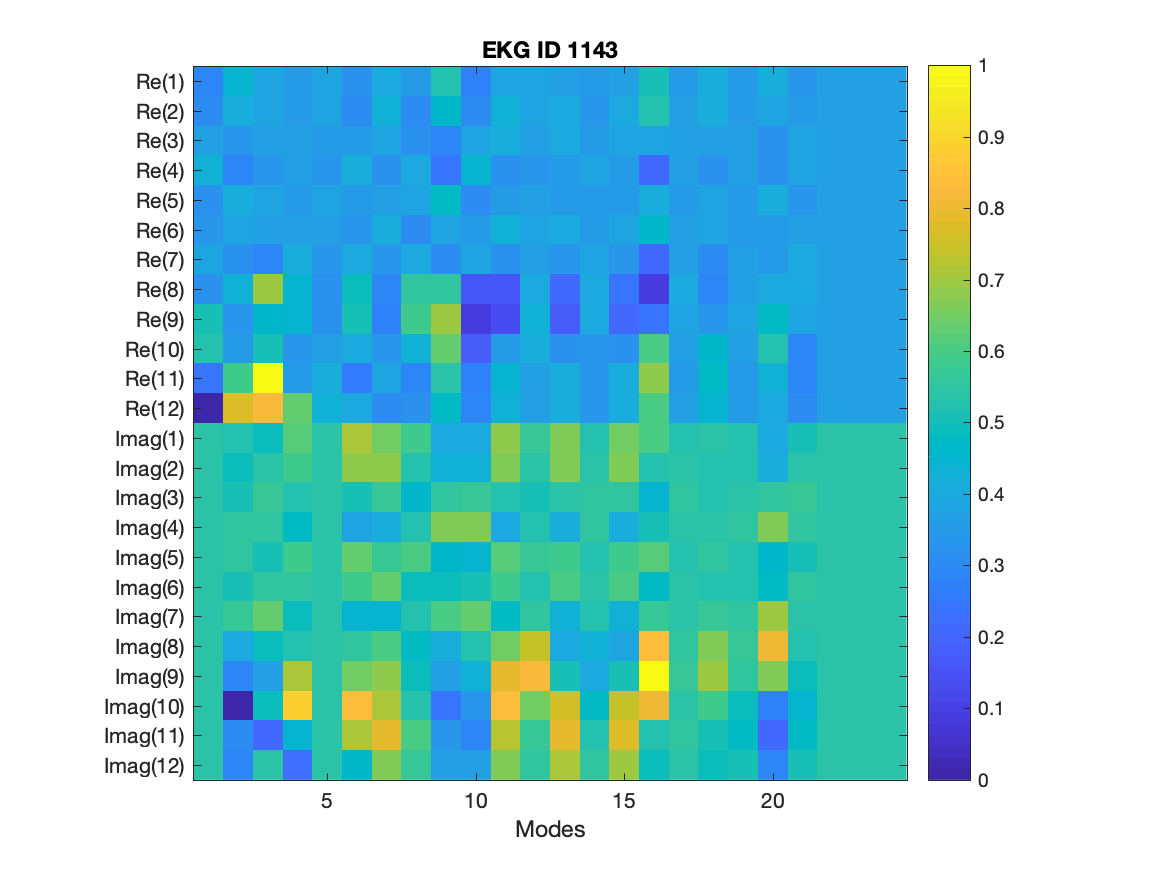 EKG ID 1143
Re(1)
Re(2)
Re(3)
Re(4)
Re(5)
Re(6)
Re(7)
Re(8)
Re(9)
Re(10)
Re(11)
Re(12)
Imag(1)
Imag(2)
Imag(3)
Imag(4)
Imag(5)
Imag(6)
Imag(7)
Imag(8)
Imag(9)
Imag(10)
Imag(11)
Imag(12)
5 10 15 20
Modes
1
0.9
0.8
0.7
0.6
0.5
0.4
0.3
0.2
0.1
0